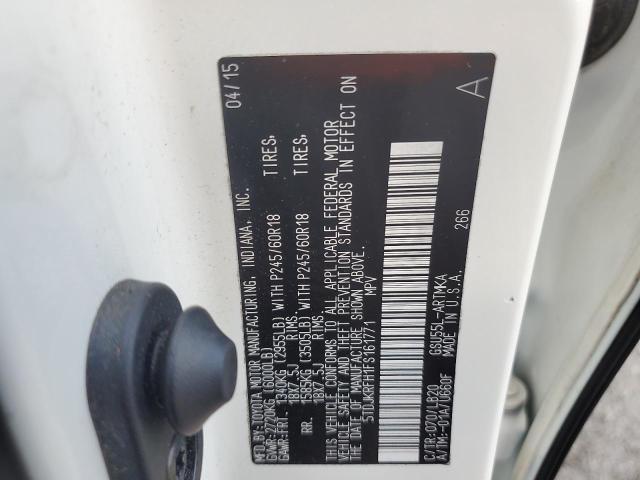 MFD.BY:TOYOTA MOTOR MANUFACTURING, INDIANA, INC. 04/15
GVWR:2720KG(6000LB)
GAWR:FRT. 1340KG (2955LB) WITH P245/60R18 TIRES,
18X7.5J RIMS
RR. 1585KG (3505LB) WITH P245/60R18 TIRES,
18X7.5J RIMS
THIS VEHICLE CONFORMS TO ALL APPLICABLE FEDERAL MOTOR
VEHICLE SAFETY AND THEFT PREVENTION STANDARDS IN EFFECT ON
THE DATE OF MANUFACTURE SHOWN ABOVE.
5TDJKRFH1FS161771 MPV
A
266
C/TR:070/LB20 GSU55L-ARTMKA
A/TM:-01A/U660F MADE IN U.S.A.